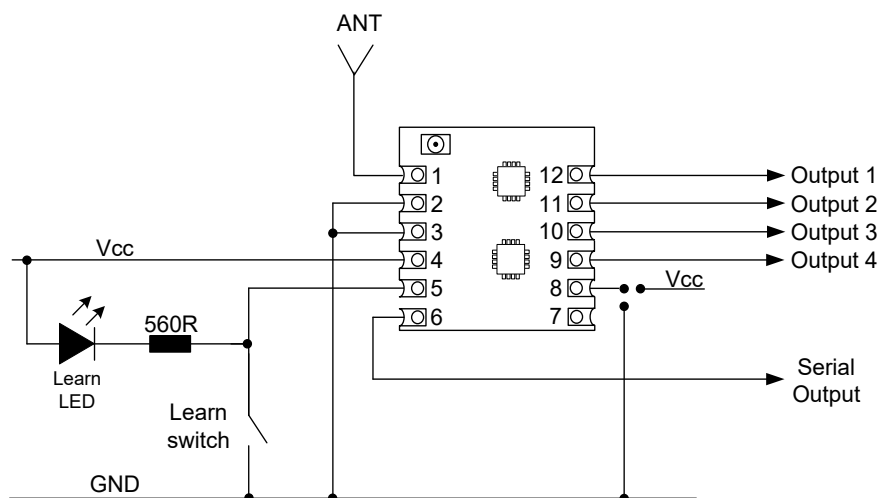 ANT
1
2
3
4
5
6
12
11
10
9
8
7
Output 1
Output 2
Output 3
Output 4
Vcc
Vcc
560R
Learn
LED
Learn
switch
Serial
Output
GND